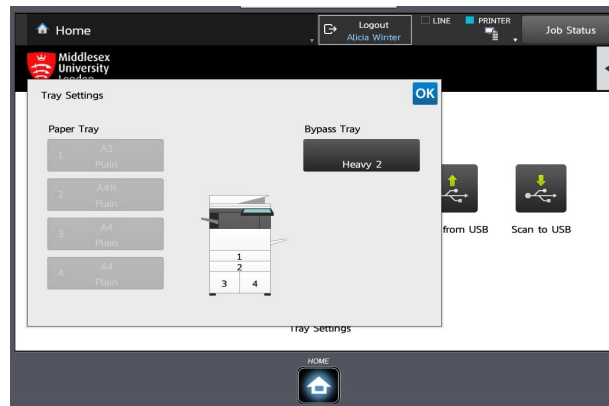 Home
Logout
Alicia Winter
LINE
PRINTER
Job Status
Middlesex
University
London
Tray Settings
OK
Paper Tray
Bypass Tray
1 A3
Plain
Heavy 2
2 A4R
Plain
3 A4
Plain
4 A4
Plain
1
2
3 4
from USB
Scan to USB
Tray Settings
HOME